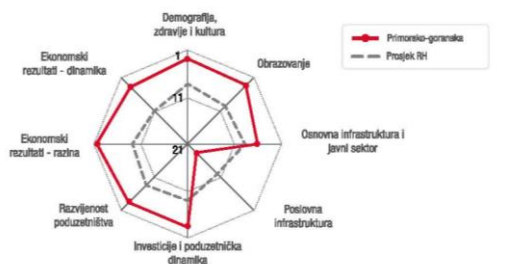 Demografija,
zdravlje i kultura
Obrazovanje
Osnovna infrastruktura i
javni sektor
Poslovna
infrastruktura
Investicije i poduzetnička
dinamika
Razvijenost
poduzetništva
Ekonomski
rezultati - razina
Ekonomski
rezultati - dinamika
1
11
21
Primorsko-goranska
Prosjek RH